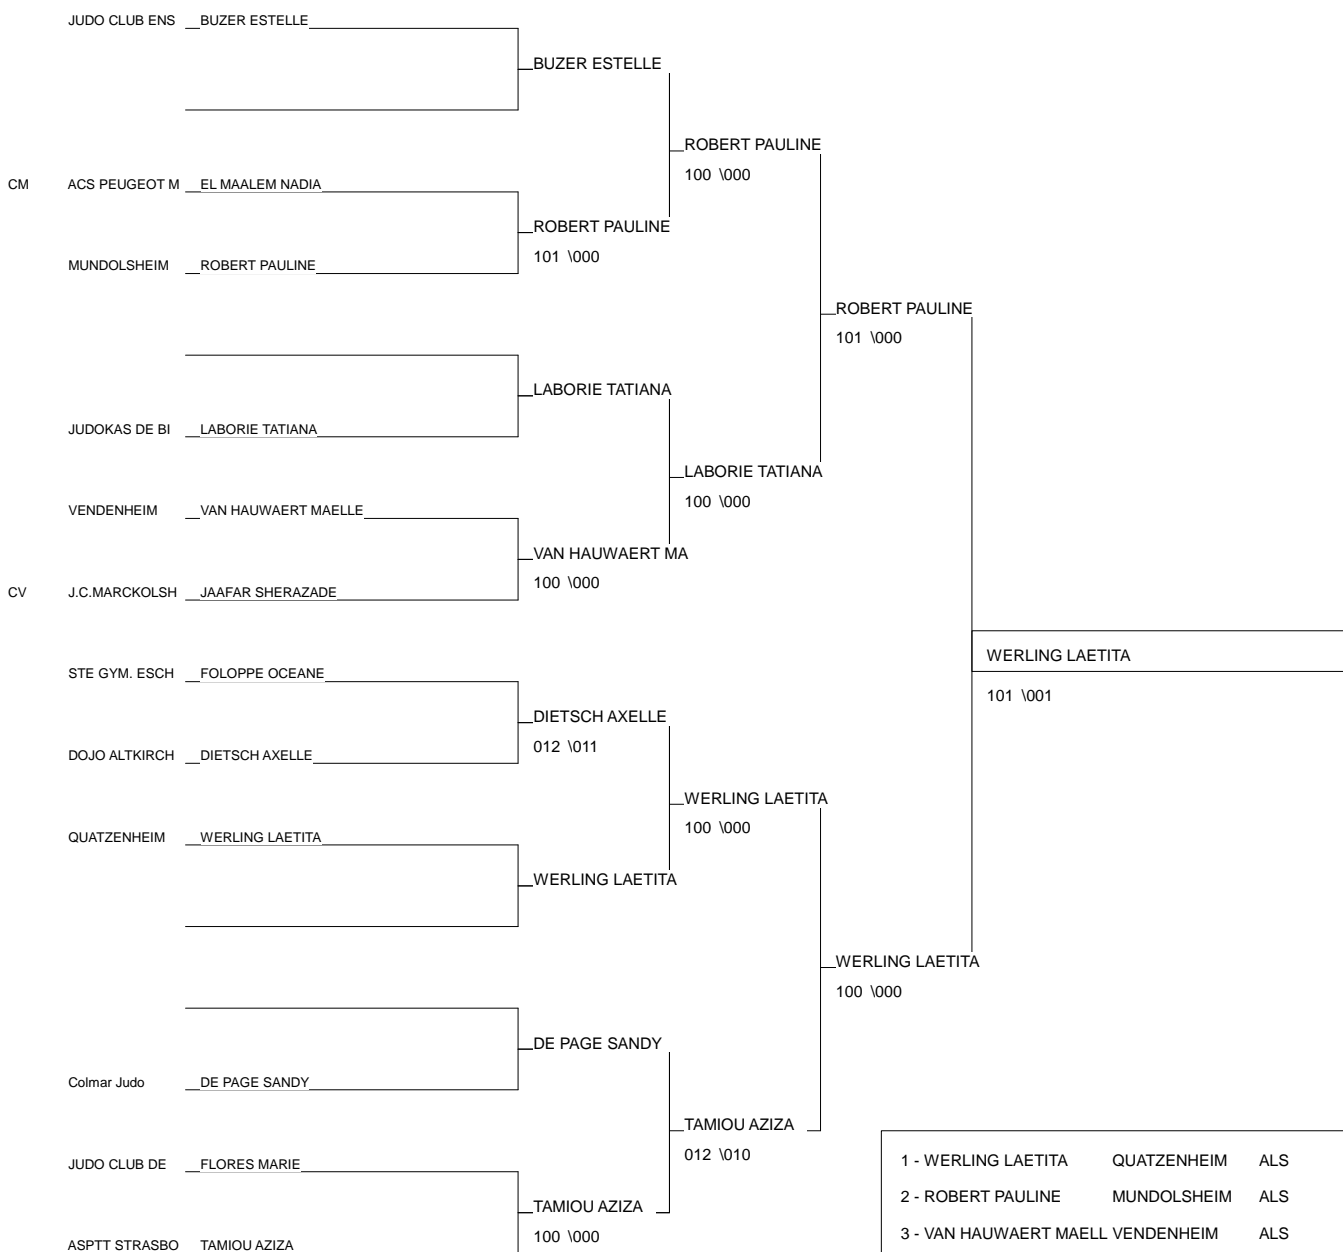 JUDO CLUB ENS BUZER ESTELLE
BUZER ESTELLE
ROBERT PAULINE
100 \000
CM ACS PEUGEOT M EL MAALEM NADIA
ROBERT PAULINE
101 \000
MUNDOLSHEIM ROBERT PAULINE
ROBERT PAULINE
101 \000
LABORIE TATIANA
JUDOKAS DE BI LABORIE TATIANA
LABORIE TATIANA
100 \000
VENDENHEIM VAN HAUWAERT MAELLE
VAN HAUWAERT MA
100 \000
CV J.C.MARCKOLSH JAAFAR SHERAZADE
WERLING LAETITA
101 \001
STE GYM. ESCH FOLOPPE OCEANE
DIETSCH AXELLE
012 \011
DOJO ALTKIRCH DIETSCH AXELLE
WERLING LAETITA
100 \000
QUATZENHEIM WERLING LAETITA
WERLING LAETITA
WERLING LAETITA
100 \000
DE PAGE SANDY
Colmar Judo DE PAGE SANDY
TAMIOU AZIZA
012 \010
JUDO CLUB DE FLORES MARIE
TAMIOU AZIZA
100 \000
ASPTT STRASBO TAMIOU AZIZA
1 - WERLING LAETITA QUATZENHEIM ALS
2 - ROBERT PAULINE MUNDOLSHEIM ALS
3 - VAN HAUWAERT MAELL VENDENHEIM ALS